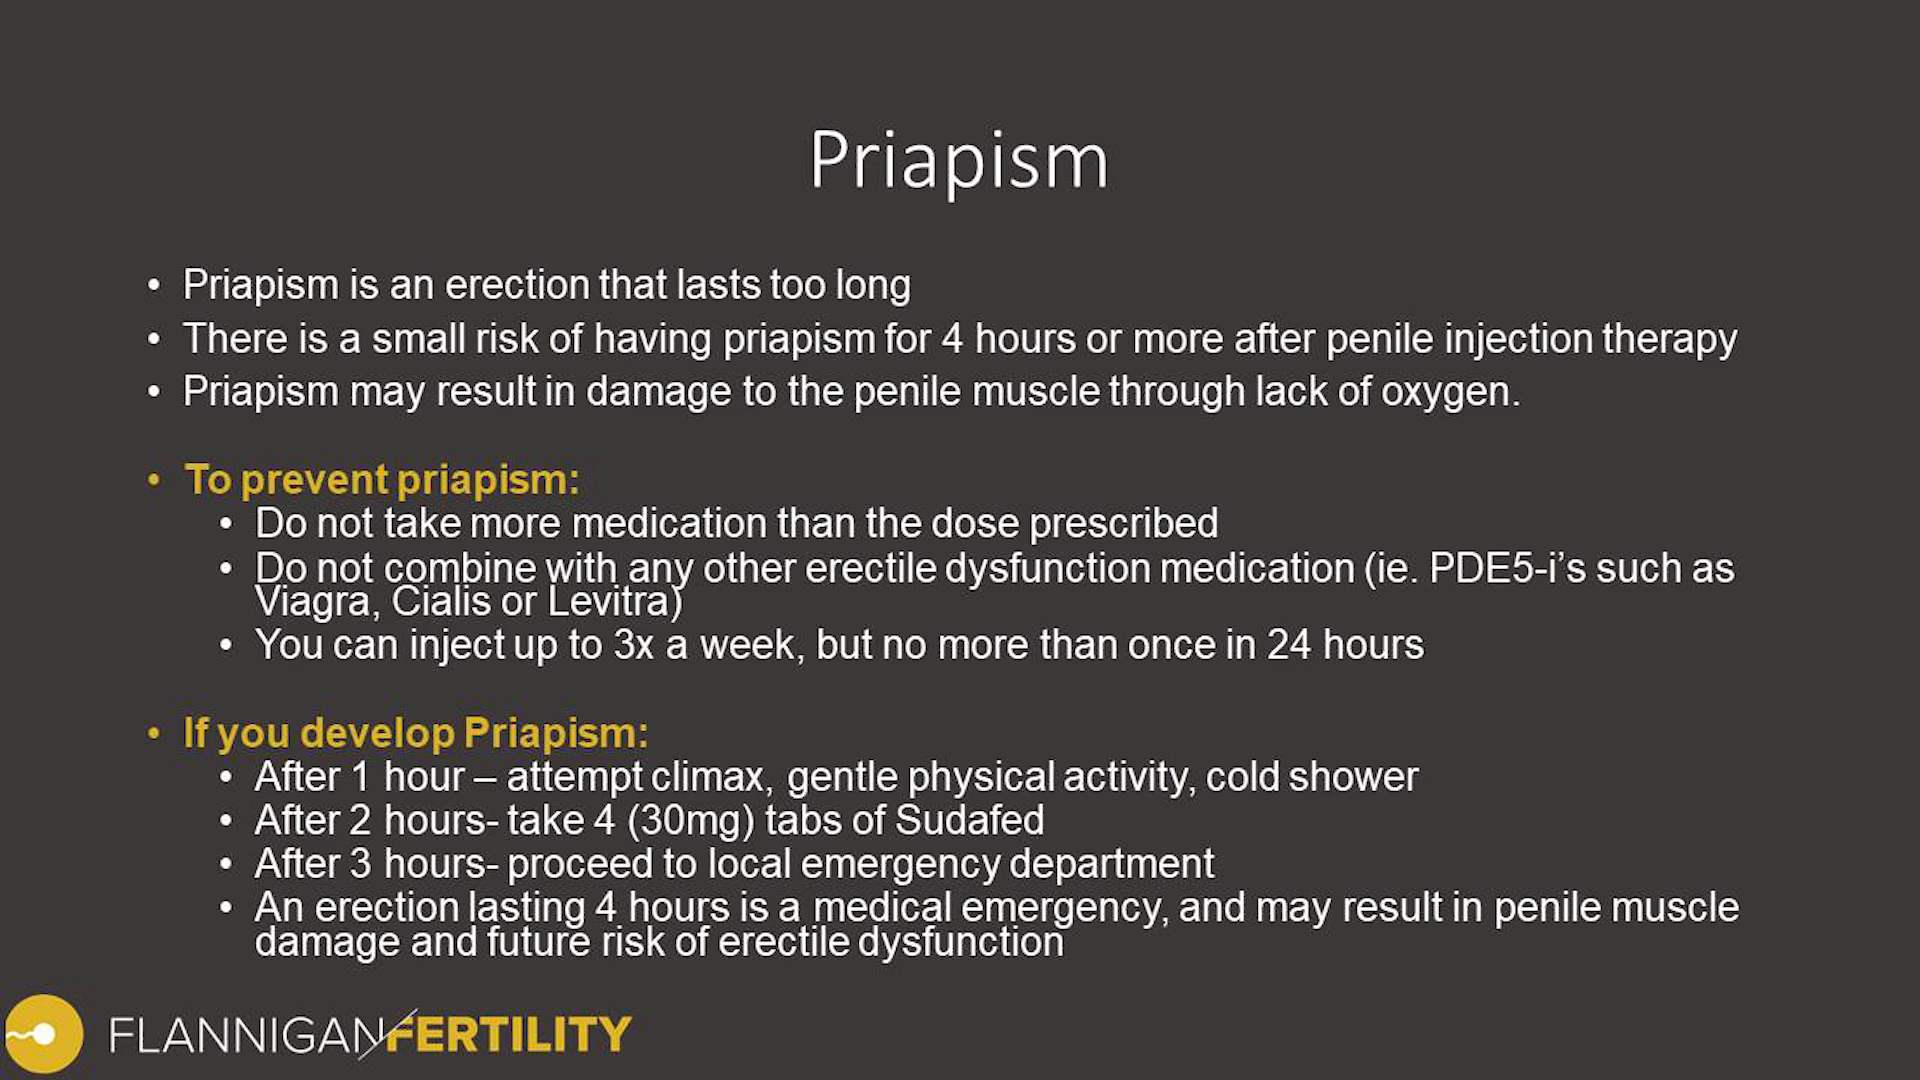 Priapism
• Priapism is an erection that lasts too long
• There is a small risk of having priapism for 4 hours or more after penile injection therapy
• Priapism may result in damage to the penile muscle through lack of oxygen.
• To prevent priapism:
• Do not take more medication than the dose prescribed
• Do not combine with any other erectile dysfunction medication (ie. PDE5-i’s such as
Viagra, Cialis or Levitra)
• You can inject up to 3x a week, but no more than once in 24 hours
• If you develop Priapism:
• After 1 hour – attempt climax, gentle physical activity, cold shower
• After 2 hours- take 4 (30mg) tabs of Sudafed
• After 3 hours- proceed to local emergency department
• An erection lasting 4 hours is a medical emergency, and may result in penile muscle
damage and future risk of erectile dysfunction
FLANNIGAN/FERTILITY